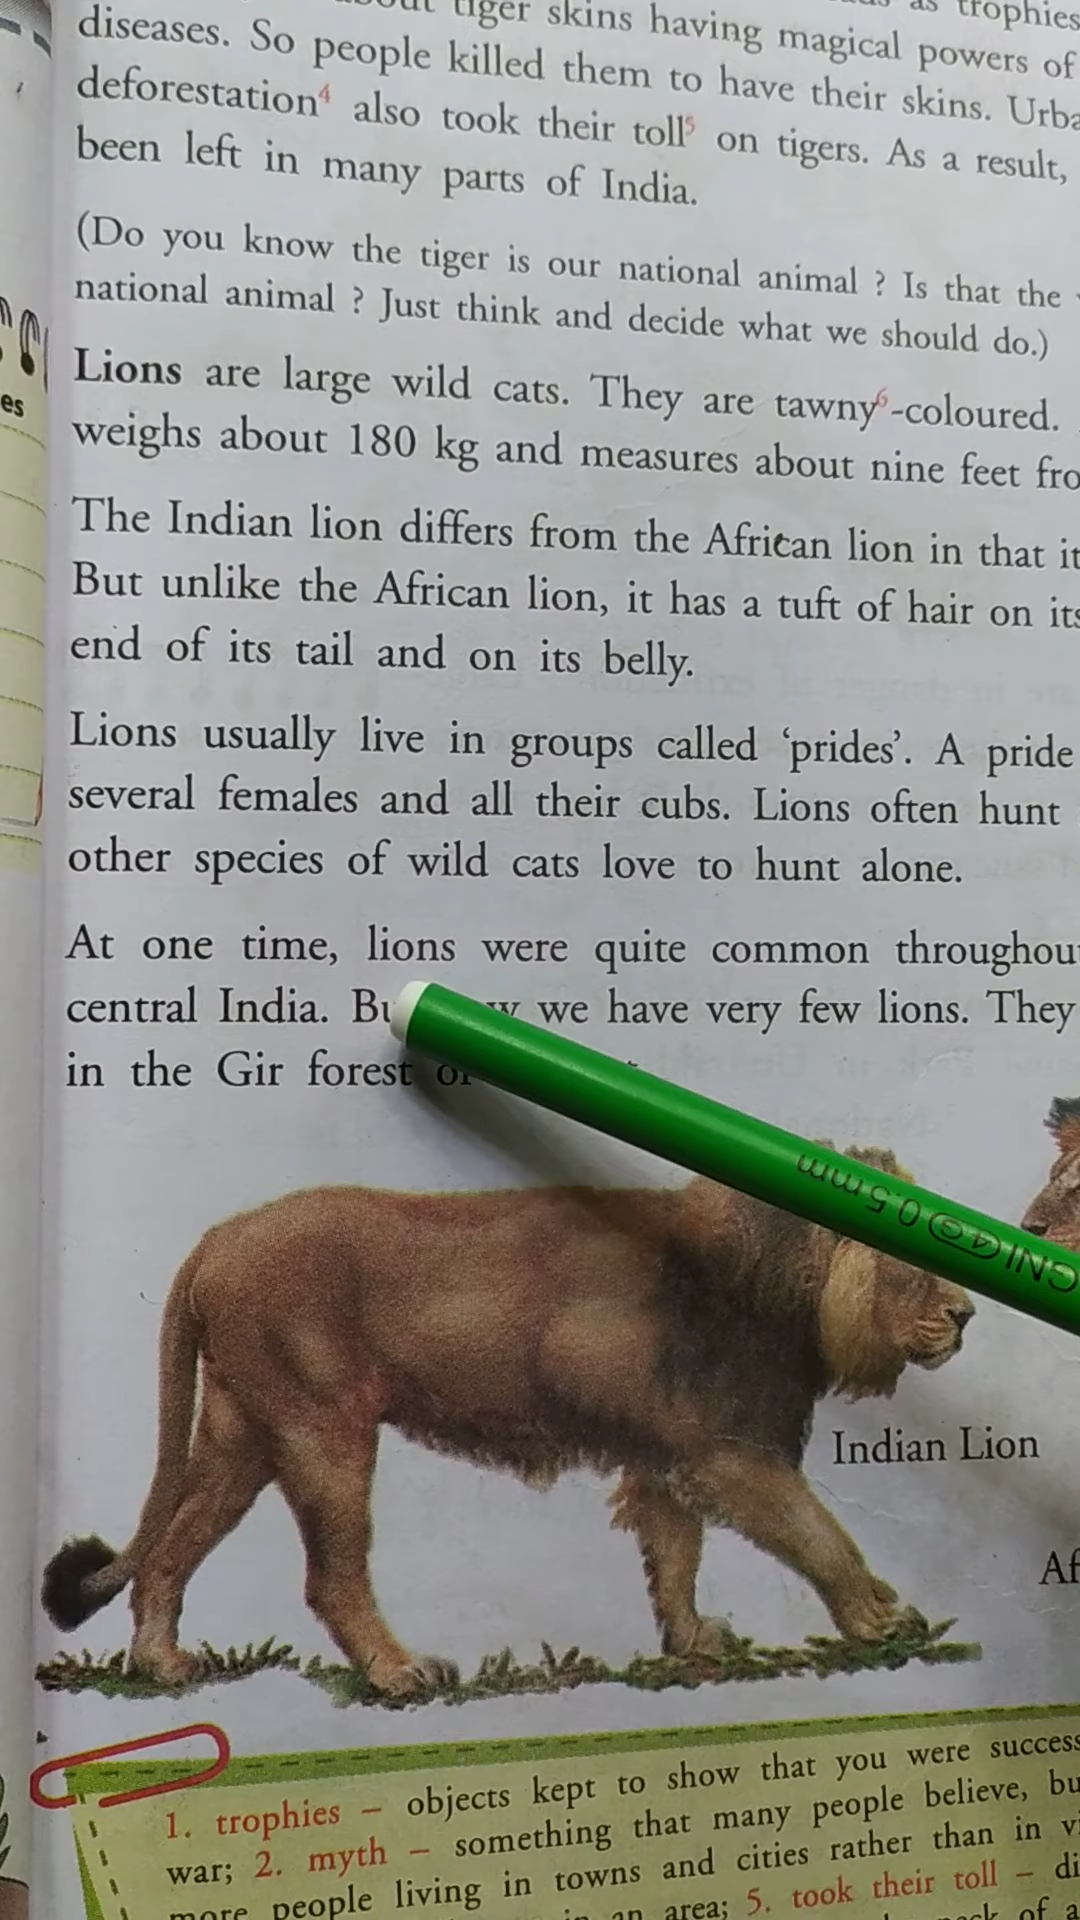 tiger skins having magical powers of
diseases. So people killed them to have their skins.
deforestation⁴ also took their toll⁵ on tigers. As a result,
been left in many parts of India.
(Do you know the tiger is our national animal ? Is that the
national animal ? Just think and decide what we should do.)
Lions are large wild cats. They are tawny⁶-coloured.
weighs about 180 kg and measures about nine feet
The Indian lion differs from the African lion in that it
But unlike the African lion, it has a tuft of hair on its
end of its tail and on its belly.
Lions usually live in groups called ‘prides’. A pride
several females and all their cubs. Lions often hunt
other species of wild cats love to hunt alone.
At one time, lions were quite common
central India. we have very few lions. They
in the Gir forest
0.5mm
Indian Lion
es
1. trophies – objects kept to show that you were
war; 2. myth – something that many people believe,
more people living in towns and cities rather than in
area; 5. took their toll –
of a